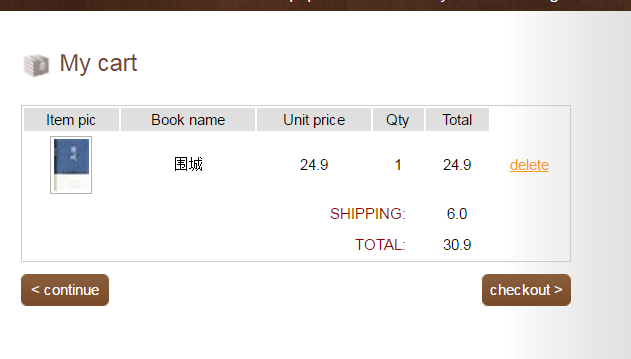 My cart
Item pic Book name Unit price Qty Total
围城 24.9 1 24.9 delete
SHIPPING: 6.0
TOTAL: 30.9
< continue checkout >